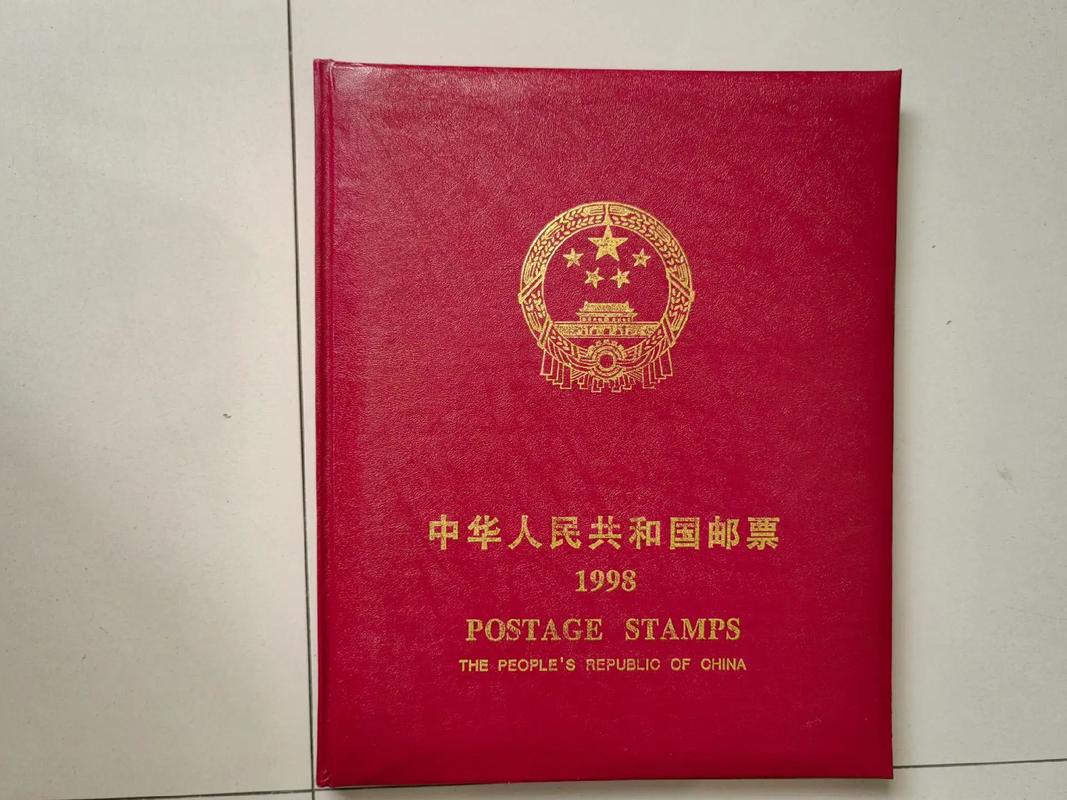 中华人民共和国邮票
1998
POSTAGE STAMPS
THE PEOPLE'S REPUBLIC OF CHINA